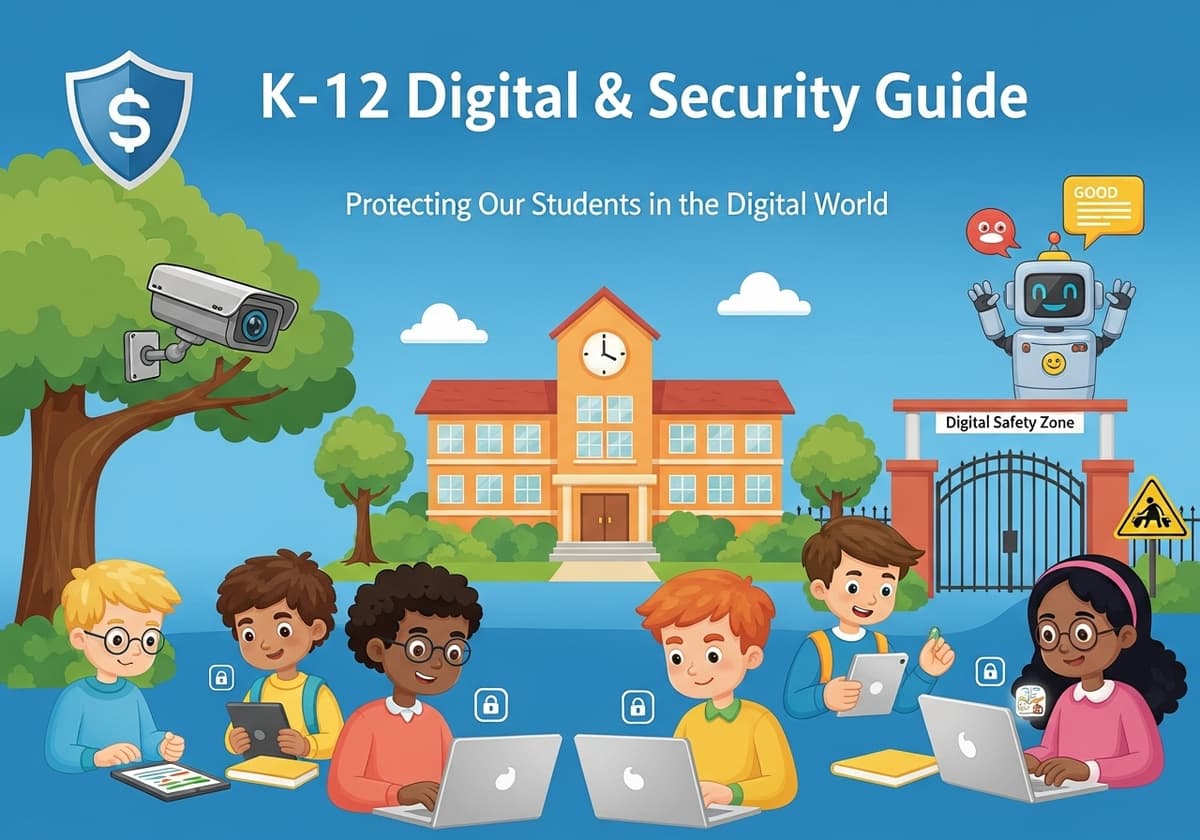 $
K-12 Digital & Security Guide
Protecting Our Students in the Digital World
GOOD
Digital Safety Zone